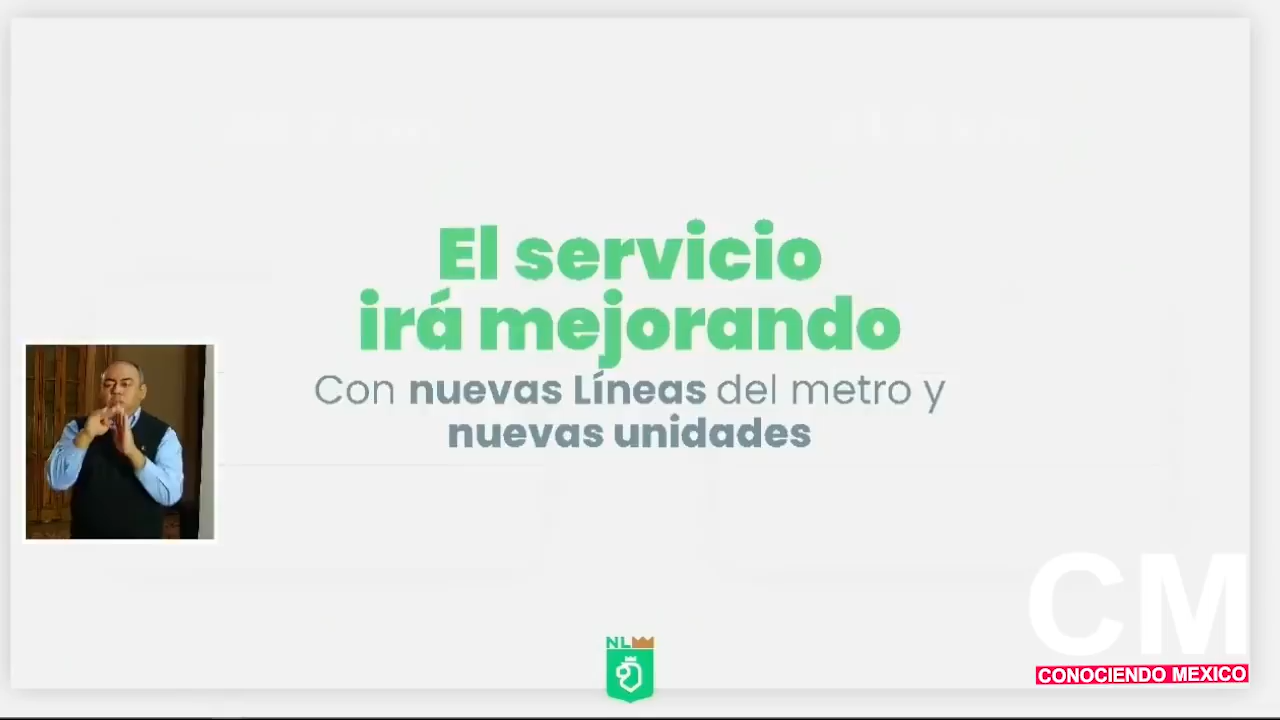 El servicio
irá mejorando
Con nuevas Líneas del metro y
nuevas unidades
NL
CM
CONOCIENDO MEXICO